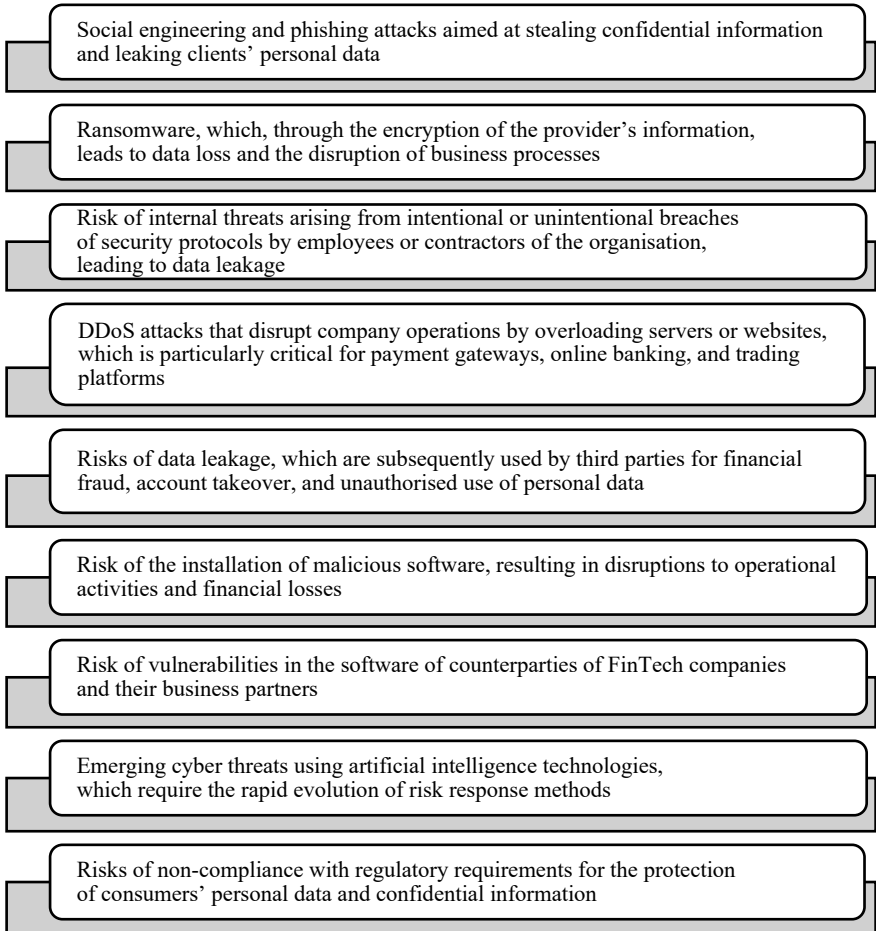 Social engineering and phishing attacks aimed at stealing confidential information
and leaking clients’ personal data
Ransomware, which, through the encryption of the provider’s information,
leads to data loss and the disruption of business processes
Risk of internal threats arising from intentional or unintentional breaches
of security protocols by employees or contractors of the organisation,
leading to data leakage
DDoS attacks that disrupt company operations by overloading servers or websites,
which is particularly critical for payment gateways, online banking, and trading
platforms
Risks of data leakage, which are subsequently used by third parties for financial
fraud, account takeover, and unauthorised use of personal data
Risk of the installation of malicious software, resulting in disruptions to operational
activities and financial losses
Risk of vulnerabilities in the software of counterparties of FinTech companies
and their business partners
Emerging cyber threats using artificial intelligence technologies,
which require the rapid evolution of risk response methods
Risks of non-compliance with regulatory requirements for the protection
of consumers’ personal data and confidential information